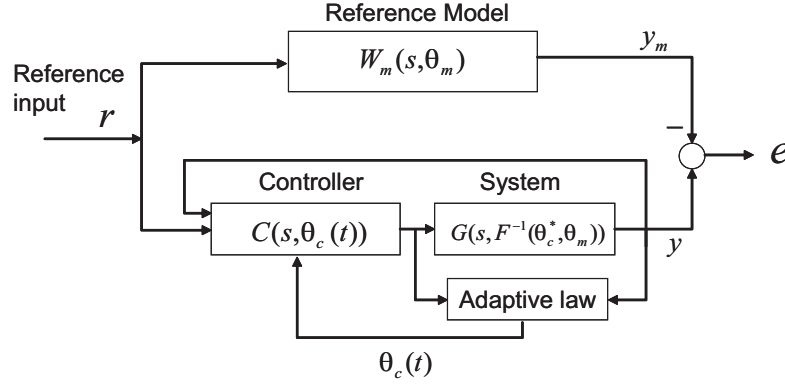 Reference Model
W_m(s,θ_m)
y_m
Reference
input
r
−
e
Controller
System
C(s,θ_c(t))
G(s,F⁻¹(θ_c^*,θ_m))
y
Adaptive law
θ_c(t)